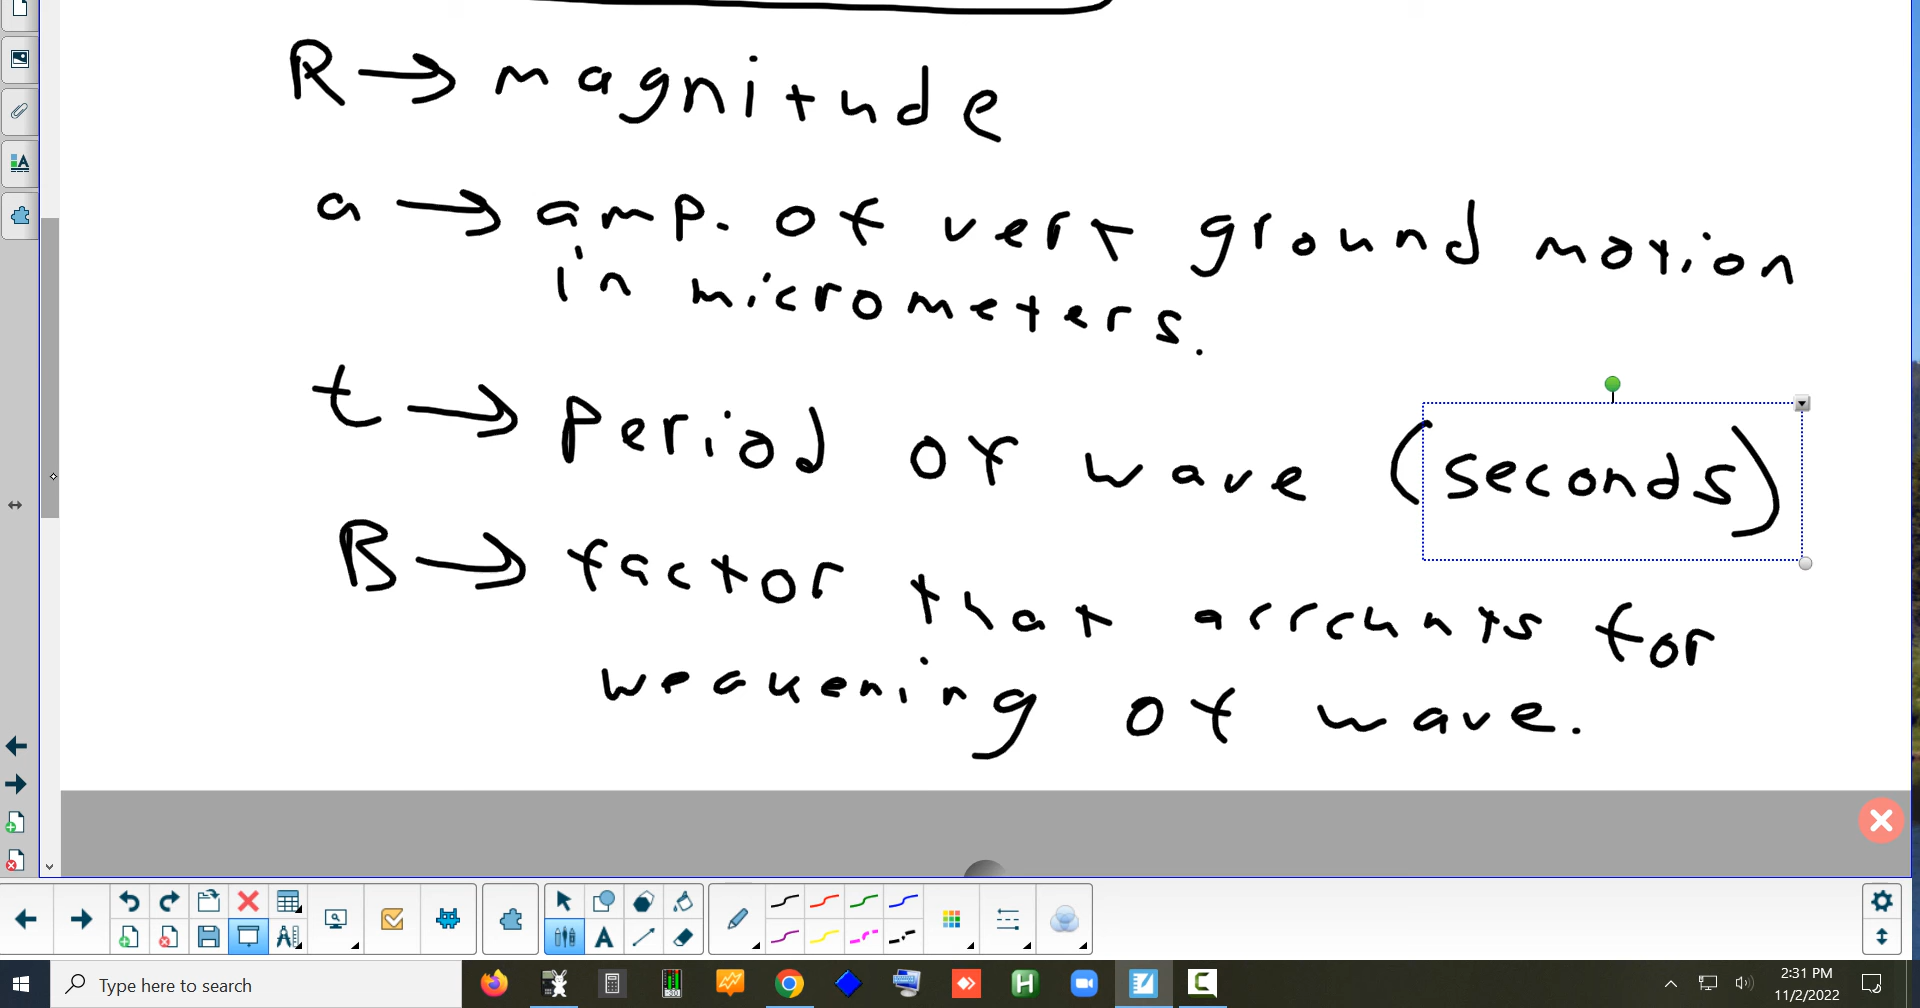 R → magnitude
a → amp. of vert ground motion
in micrometers.
t → period of wave (seconds)
B → factor that accounts for
weakening of wave.
Type here to search
2:31 PM
11/2/2022